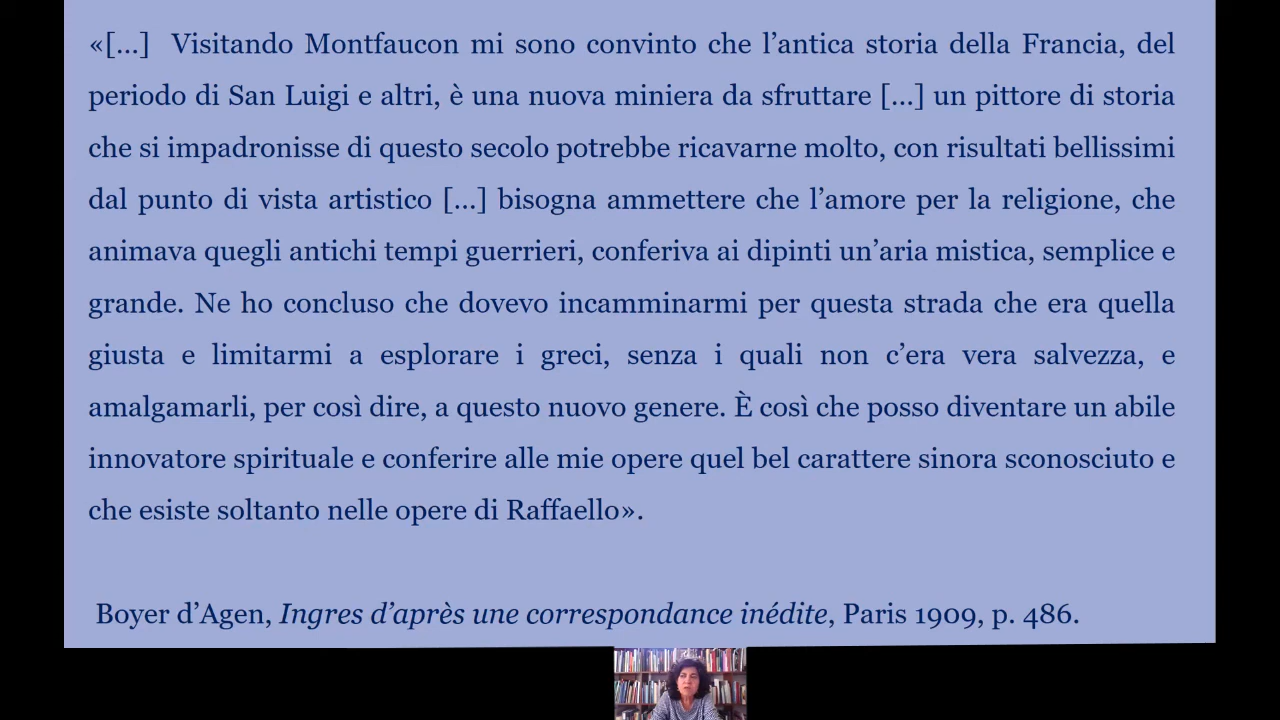 «[...] Visitando Montfaucon mi sono convinto che l’antica storia della Francia, del
periodo di San Luigi e altri, è una nuova miniera da sfruttare [...] un pittore di storia
che si impadronisse di questo secolo potrebbe ricavarne molto, con risultati bellissimi
dal punto di vista artistico [...] bisogna ammettere che l’amore per la religione, che
animava quegli antichi tempi guerrieri, conferiva ai dipinti un’aria mistica, semplice e
grande. Ne ho concluso che dovevo incamminarmi per questa strada che era quella
giusta e limitarmi a esplorare i greci, senza i quali non c’era vera salvezza, e
amalgamarli, per così dire, a questo nuovo genere. È così che posso diventare un abile
innovatore spirituale e conferire alle mie opere quel bel carattere sinora sconosciuto e
che esiste soltanto nelle opere di Raffaello».
Boyer d’Agen, Ingres d’après une correspondance inédite, Paris 1909, p. 486.